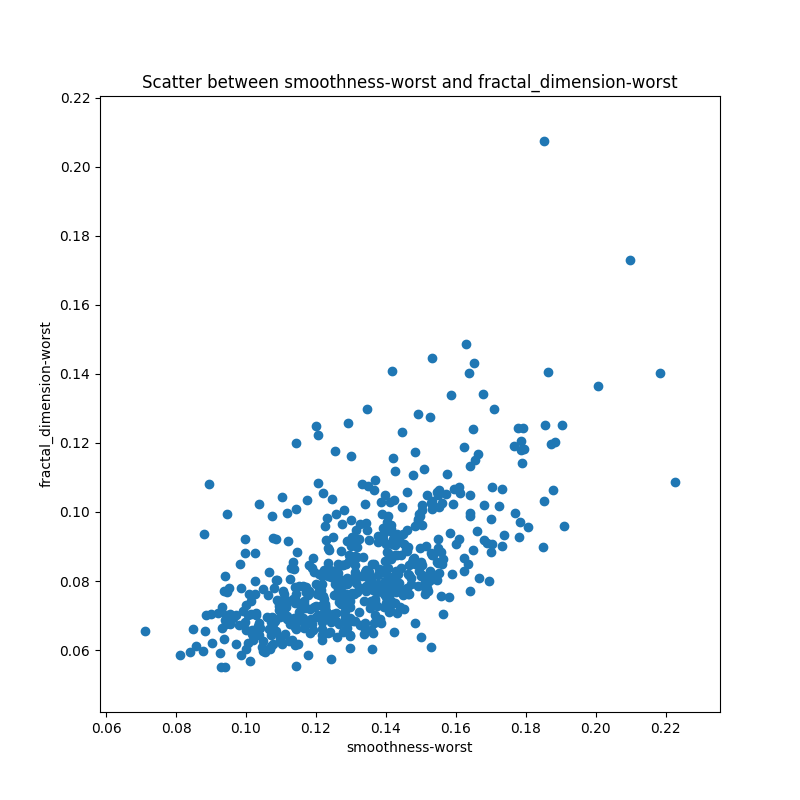 Scatter between smoothness-worst and fractal_dimension-worst
0.22
0.20
0.18
0.16
0.14
0.12
0.10
0.08
0.06
fractal_dimension-worst
0.06 0.08 0.10 0.12 0.14 0.16 0.18 0.20 0.22
smoothness-worst